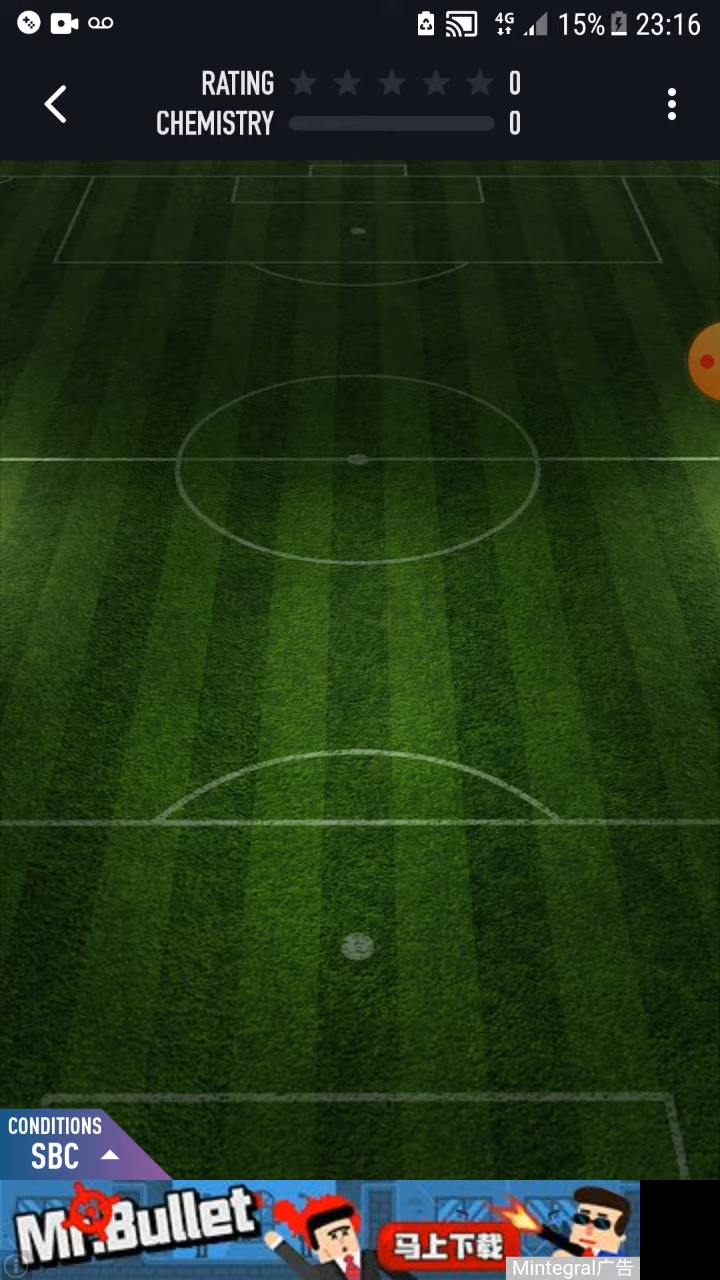 4G 15% 23:16
RATING 0
CHEMISTRY 0
CONDITIONS
SBC
Mr.Bullet
马上下载
Mintegral广告